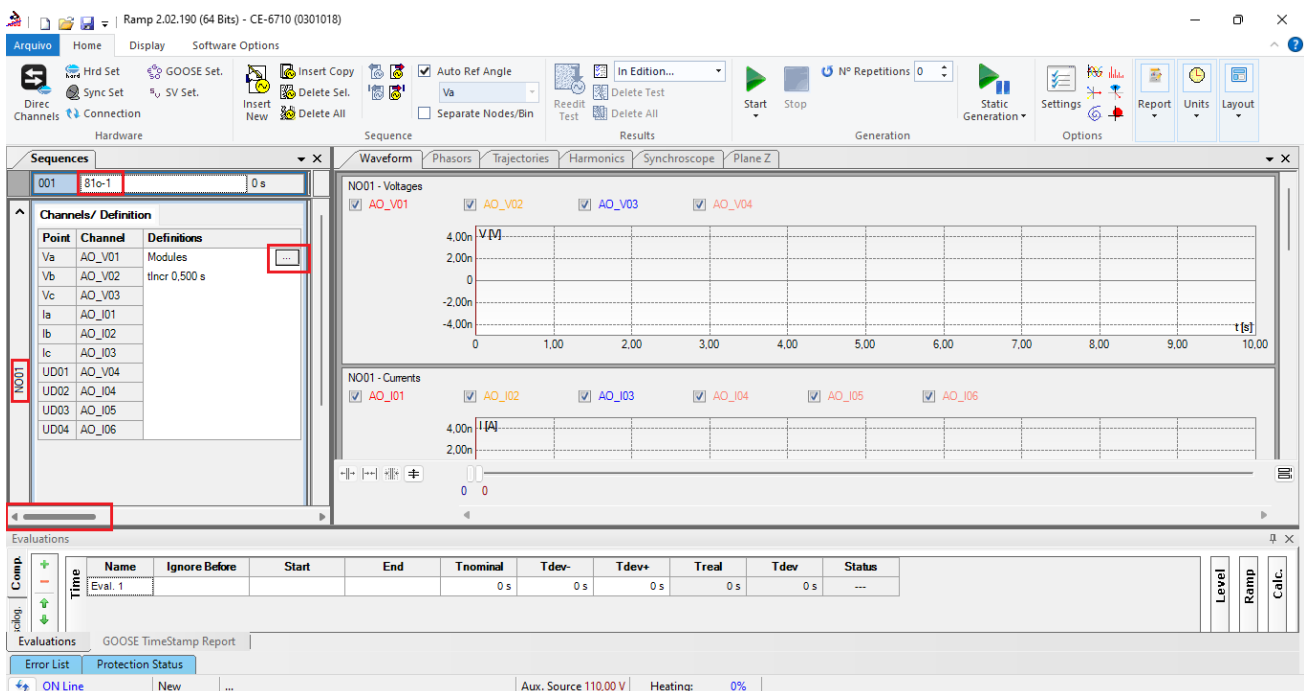 Ramp 2.02.190 (64 Bits) - CE-6710 (0301018)
Arquivo Home Display Software Options
Direc Channels
Hrd Set
Sync Set
Connection
GOOSE Set.
SV Set.
Hardware
Insert New
Insert Copy
Delete Sel.
Delete All
Auto Ref Angle
Va
Separate Nodes/Bin
Sequence
Reedit Test
In Edition...
Delete Test
Delete All
Results
Start
Stop
Nº Repetitions 0
Static Generation
Generation
Settings
Options
Report
Units
Layout
Sequences
001 81o-1 0 s
NO01
Channels/ Definition
Point Channel Definitions
Va AO_V01 Modules ...
Vb AO_V02 tIncr 0,500 s
Vc AO_V03
Ia AO_I01
Ib AO_I02
Ic AO_I03
UD01 AO_V04
UD02 AO_I04
UD03 AO_I05
UD04 AO_I06
Waveform Phasors Trajectories Harmonics Synchroscope Plane Z
NO01 - Voltages
AO_V01 AO_V02 AO_V03 AO_V04
V [V]
4,00n
2,00n
0
-2,00n
-4,00n
t [s]
0 1,00 2,00 3,00 4,00 5,00 6,00 7,00 8,00 9,00 10,00
NO01 - Currents
AO_I01 AO_I02 AO_I03 AO_I04 AO_I05 AO_I06
I [A]
4,00n
2,00n
0 0
Evaluations
Comp.
Time
Name Ignore Before Start End Tnominal Tdev- Tdev+ Treal Tdev Status
Eval. 1 0 s 0 s 0 s 0 s 0 s ---
Level
Ramp
Calc.
Evaluations GOOSE TimeStamp Report
Error List Protection Status
ON Line New ... Aux. Source 110,00 V Heating: 0%